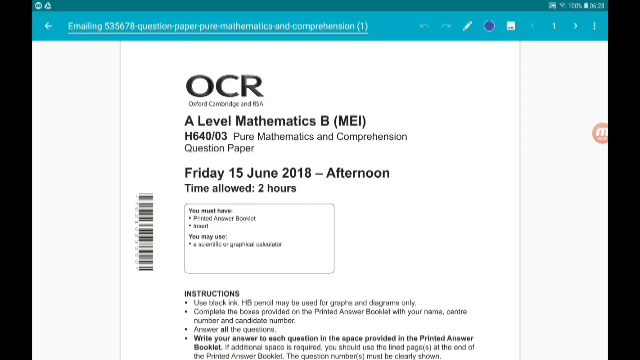 100% 06:28
Emailing 535678-question-paper-pure-mathematics-and-comprehension (1)
1
OCR
Oxford Cambridge and RSA
A Level Mathematics B (MEI)
H640/03 Pure Mathematics and Comprehension
Question Paper
Friday 15 June 2018 – Afternoon
Time allowed: 2 hours
You must have:
• Printed Answer Booklet
• Insert
You may use:
• a scientific or graphical calculator
INSTRUCTIONS
• Use black ink. HB pencil may be used for graphs and diagrams only.
• Complete the boxes provided on the Printed Answer Booklet with your name, centre
number and candidate number.
• Answer all the questions.
• Write your answer to each question in the space provided in the Printed Answer
Booklet. If additional space is required, you should use the lined page(s) at the end of
the Printed Answer Booklet. The question number(s) must be clearly shown.